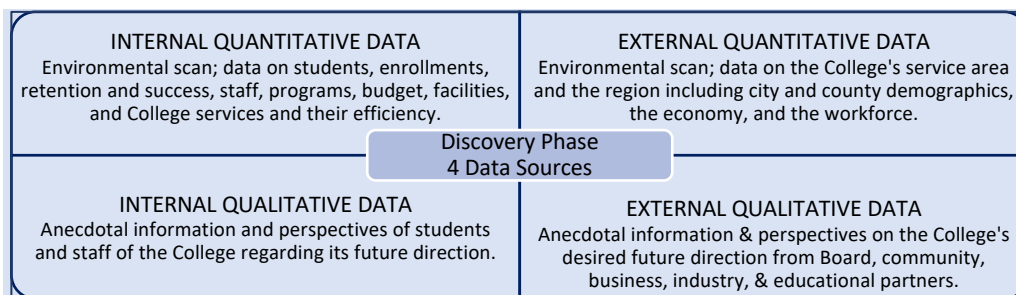 INTERNAL QUANTITATIVE DATA
Environmental scan; data on students, enrollments,
retention and success, staff, programs, budget, facilities,
and College services and their efficiency.
EXTERNAL QUANTITATIVE DATA
Environmental scan; data on the College's service area
and the region including city and county demographics,
the economy, and the workforce.
Discovery Phase
4 Data Sources
INTERNAL QUALITATIVE DATA
Anecdotal information and perspectives of students
and staff of the College regarding its future direction.
EXTERNAL QUALITATIVE DATA
Anecdotal information & perspectives on the College's
desired future direction from Board, community,
business, industry, & educational partners.